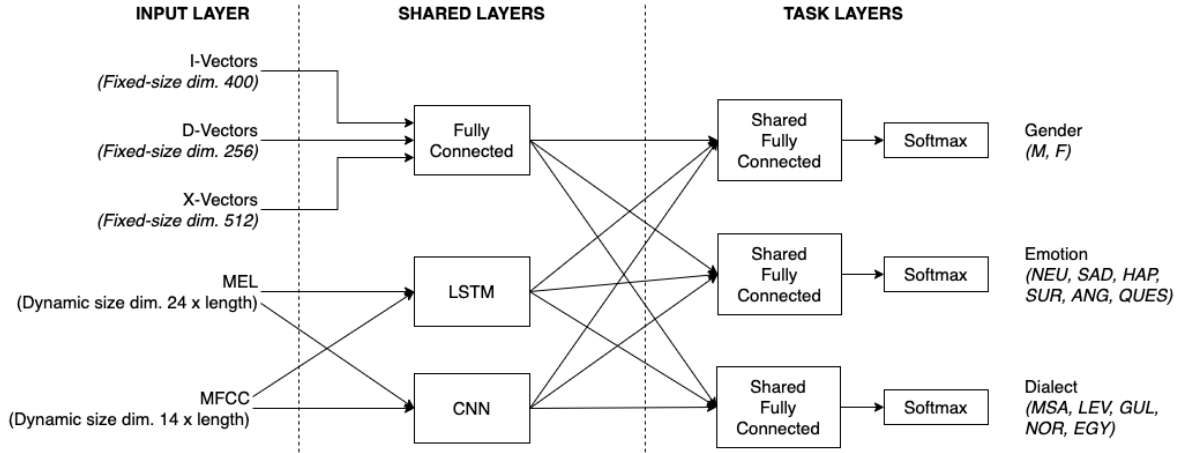 INPUT LAYER
SHARED LAYERS
TASK LAYERS
I-Vectors
(Fixed-size dim. 400)
D-Vectors
(Fixed-size dim. 256)
X-Vectors
(Fixed-size dim. 512)
MEL
(Dynamic size dim. 24 x length)
MFCC
(Dynamic size dim. 14 x length)
Fully
Connected
LSTM
CNN
Shared
Fully
Connected
Softmax
Gender
(M, F)
Shared
Fully
Connected
Softmax
Emotion
(NEU, SAD, HAP,
SUR, ANG, QUES)
Shared
Fully
Connected
Softmax
Dialect
(MSA, LEV, GUL,
NOR, EGY)